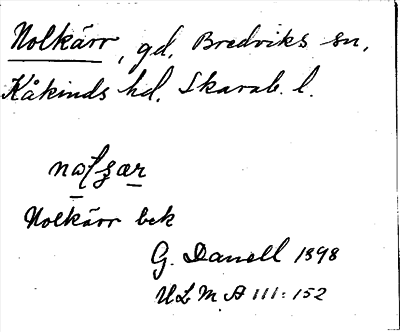 Nolkärr, gd, Bredviks sn,
Kåkinds hd, Skarab. l.
Nolkärr bek
G. Danell 1898
ULMA 111:152